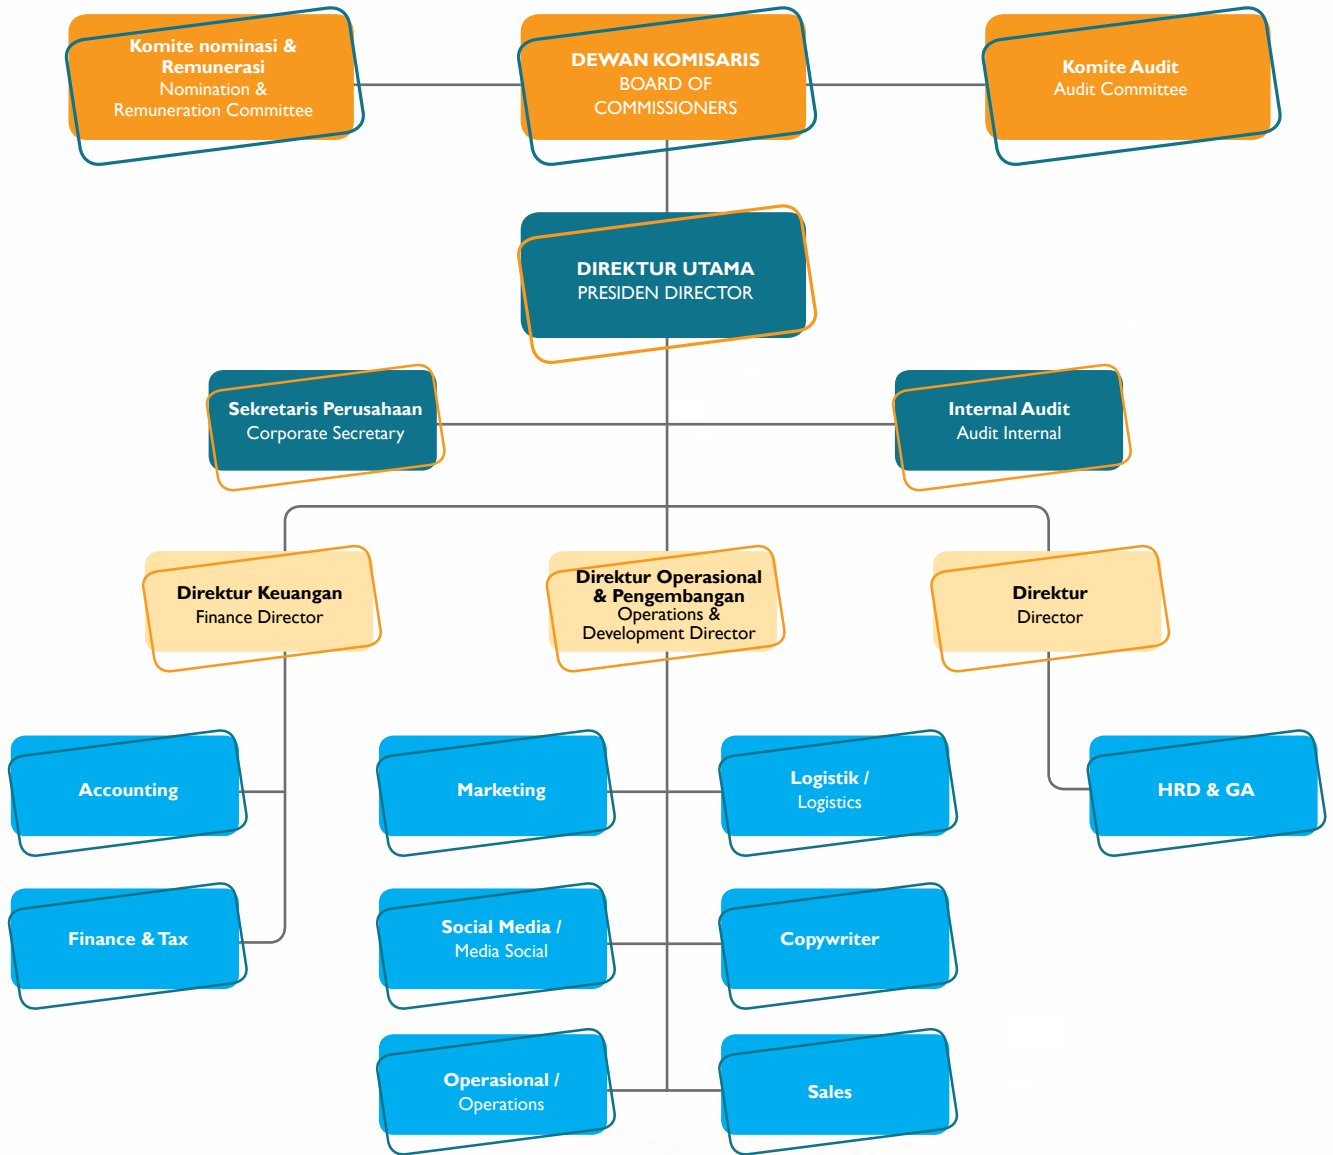 Komite nominasi &
Remunerasi
Nomination &
Remuneration Committee
DEWAN KOMISARIS
BOARD OF
COMMISSIONERS
Komite Audit
Audit Committee
DIREKTUR UTAMA
PRESIDEN DIRECTOR
Sekretaris Perusahaan
Corporate Secretary
Internal Audit
Audit Internal
Direktur Keuangan
Finance Director
Direktur Operasional
& Pengembangan
Operations &
Development Director
Direktur
Director
Accounting
Marketing
Logistik /
Logistics
HRD & GA
Finance & Tax
Social Media /
Media Social
Copywriter
Operasional /
Operations
Sales